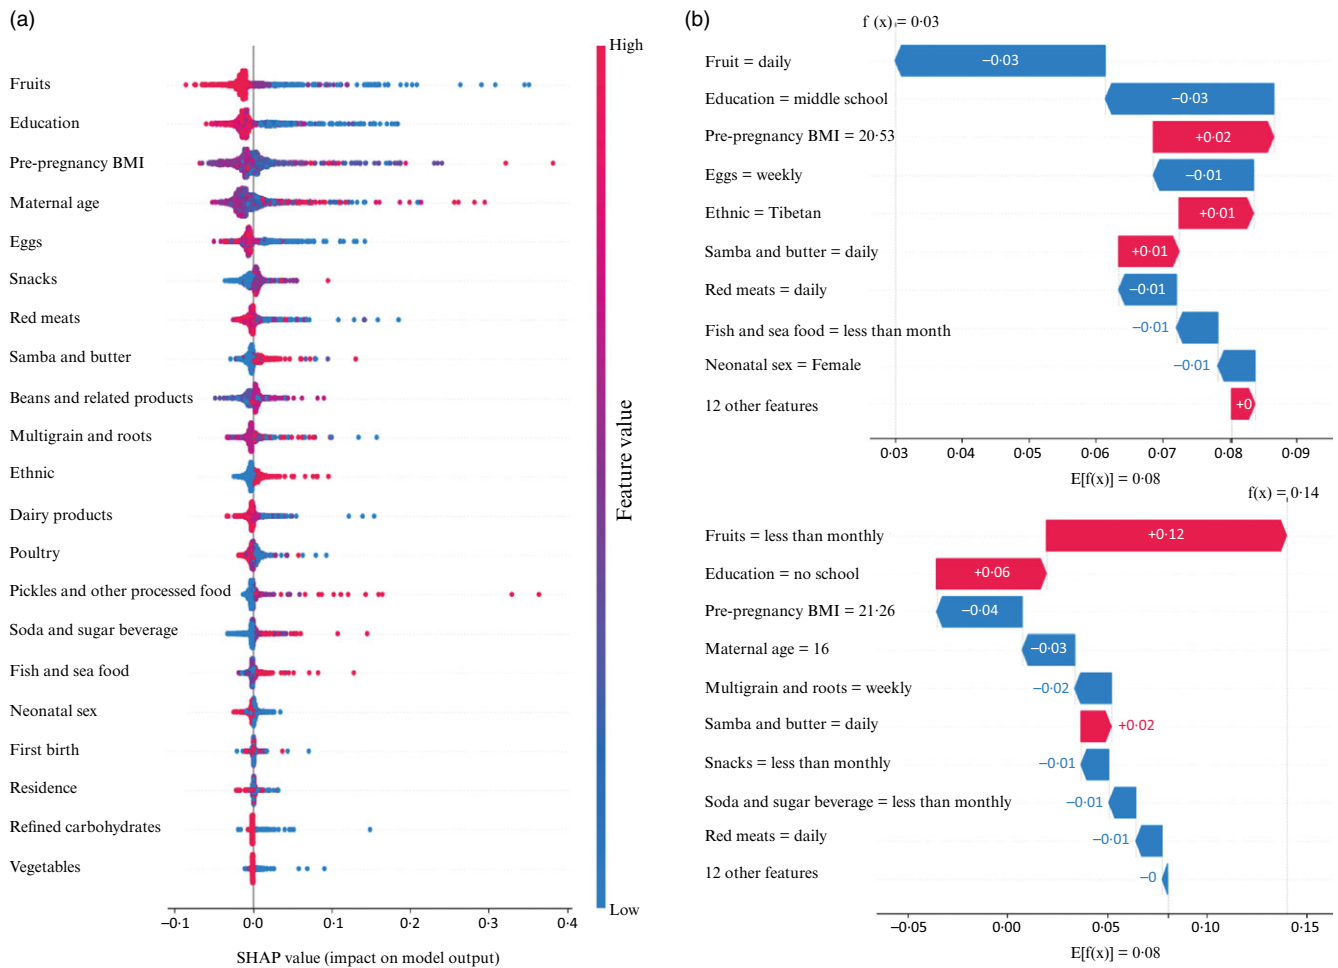 (a)
High
Fruits
Education
Pre-pregnancy BMI
Maternal age
Eggs
Snacks
Red meats
Samba and butter
Beans and related products
Multigrain and roots
Ethnic
Dairy products
Poultry
Pickles and other processed food
Soda and sugar beverage
Fish and sea food
Neonatal sex
First birth
Residence
Refined carbohydrates
Vegetables
Feature value
Low
−0·1 0·0 0·1 0·2 0·3 0·4
SHAP value (impact on model output)
(b)
f (x) = 0·03
Fruit = daily −0·03
Education = middle school −0·03
Pre-pregnancy BMI = 20·53 +0·02
Eggs = weekly −0·01
Ethnic = Tibetan +0·01
Samba and butter = daily +0·01
Red meats = daily −0·01
Fish and sea food = less than month −0·01
Neonatal sex = Female −0·01
12 other features +0
0·03 0·04 0·05 0·06 0·07 0·08 0·09
E[f(x)] = 0·08
f(x) = 0·14
Fruits = less than monthly +0·12
Education = no school +0·06
Pre-pregnancy BMI = 21·26 −0·04
Maternal age = 16 −0·03
Multigrain and roots = weekly −0·02
Samba and butter = daily +0·02
Snacks = less than monthly −0·01
Soda and sugar beverage = less than monthly −0·01
Red meats = daily −0·01
12 other features −0
−0·05 0·00 0·05 0·10 0·15
E[f(x)] = 0·08